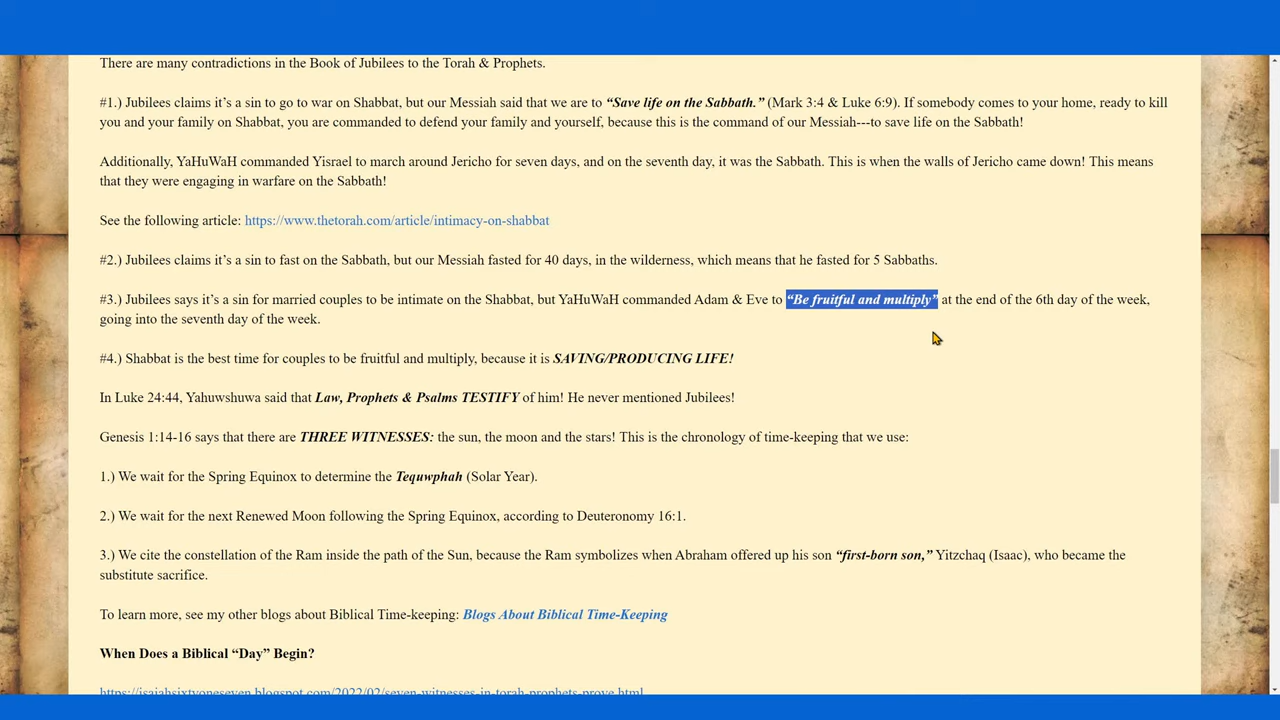 There are many contradictions in the Book of Jubilees to the Torah & Prophets.
#1.) Jubilees claims it's a sin to go to war on Shabbat, but our Messiah said that we are to “Save life on the Sabbath.” (Mark 3:4 & Luke 6:9). If somebody comes to your home, ready to kill
you and your family on Shabbat, you are commanded to defend your family and yourself, because this is the command of our Messiah---to save life on the Sabbath!
Additionally, YaHuWaH commanded Yisrael to march around Jericho for seven days, and on the seventh day, it was the Sabbath. This is when the walls of Jericho came down! This means
that they were engaging in warfare on the Sabbath!
See the following article: https://www.thetorah.com/article/intimacy-on-shabbat
#2.) Jubilees claims it’s a sin to fast on the Sabbath, but our Messiah fasted for 40 days, in the wilderness, which means that he fasted for 5 Sabbaths.
#3.) Jubilees says it’s a sin for married couples to be intimate on the Shabbat, but YaHuWaH commanded Adam & Eve to “Be fruitful and multiply” at the end of the 6th day of the week,
going into the seventh day of the week.
#4.) Shabbat is the best time for couples to be fruitful and multiply, because it is SAVING/PRODUCING LIFE!
In Luke 24:44, Yahuwshuwa said that Law, Prophets & Psalms TESTIFY of him! He never mentioned Jubilees!
Genesis 1:14-16 says that there are THREE WITNESSES: the sun, the moon and the stars! This is the chronology of time-keeping that we use:
1.) We wait for the Spring Equinox to determine the Tequwphah (Solar Year).
2.) We wait for the next Renewed Moon following the Spring Equinox, according to Deuteronomy 16:1.
3.) We cite the constellation of the Ram inside the path of the Sun, because the Ram symbolizes when Abraham offered up his son “first-born son,” Yitzchaq (Isaac), who became the
substitute sacrifice.
To learn more, see my other blogs about Biblical Time-keeping: Blogs About Biblical Time-Keeping
When Does a Biblical “Day” Begin?
https://isaiahsixtyoneseven.blogspot.com/2022/02/seven-witnesses-in-torah-prophets-prove.html